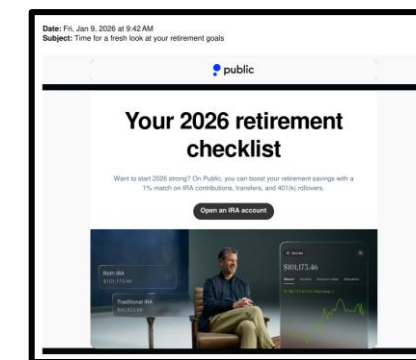 Date: Fri, Jan 9, 2026 at 9:42 AM
Subject: Time for a fresh look at your retirement goals
public
Your 2026 retirement
checklist
Want to start 2026 strong? On Public, you can boost your retirement savings with a
1% match on IRA contributions, transfers, and 401(k) rollovers.
Open an IRA account
Roth IRA
$101,173.46
Traditional IRA
$101,173.46